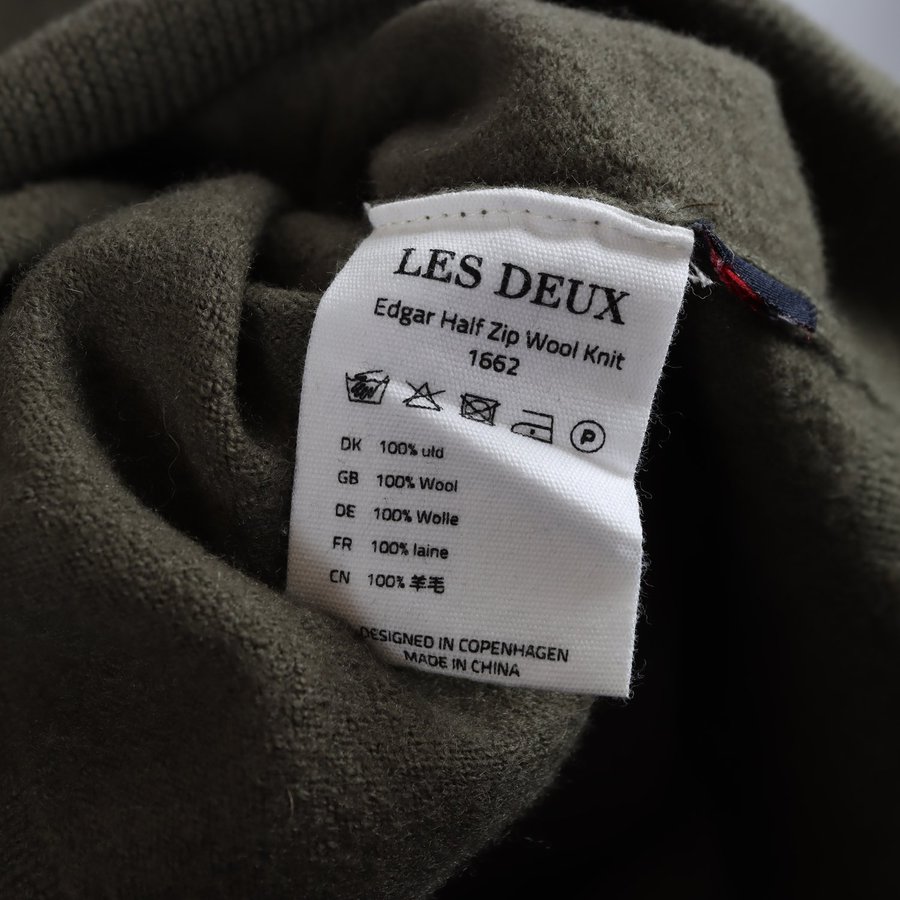 LES DEUX
Edgar Half Zip Wool Knit
1662
P
DK 100% uld
GB 100% Wool
DE 100% Wolle
FR 100% laine
CN 100% 羊毛
DESIGNED IN COPENHAGEN
MADE IN CHINA